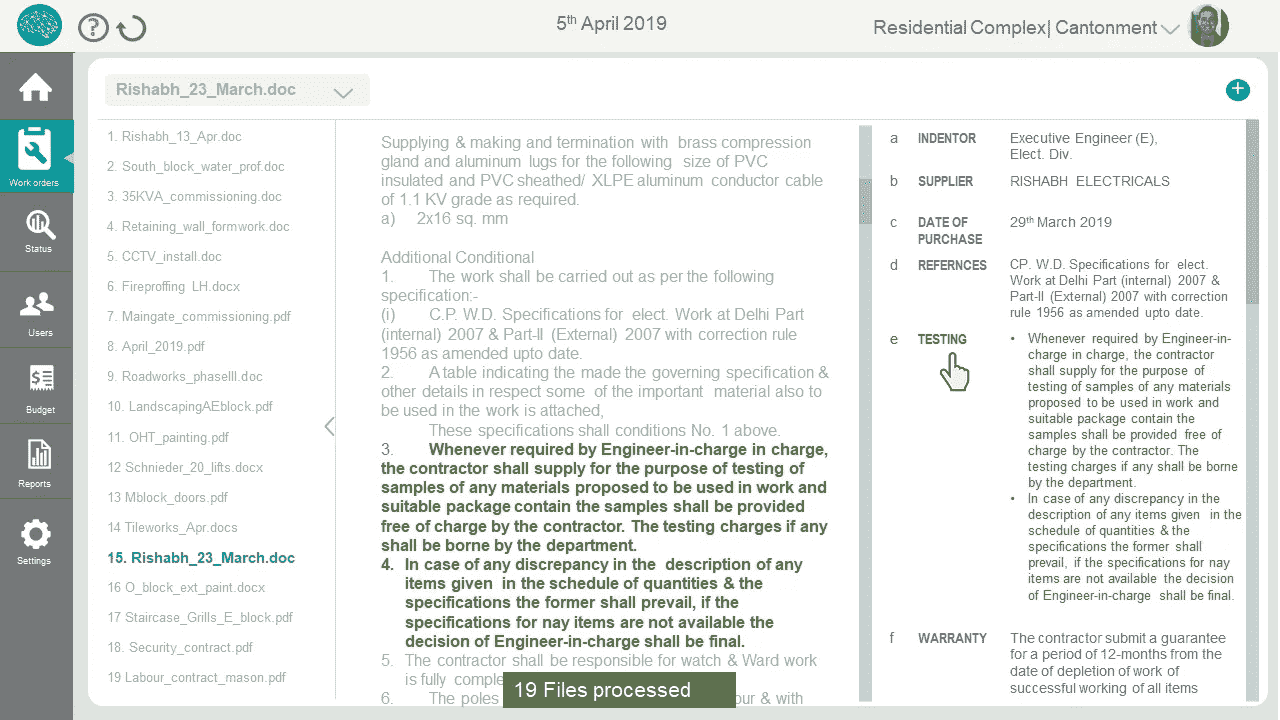 5th April 2019
Residential Complex| Cantonment
Rishabh_23_March.doc
Work orders
Status
Users
Budget
Reports
Settings
1. Rishabh_13_Apr.doc
2. South_block_water_prof.doc
3. 35KVA_commissioning.doc
4. Retaining_wall_formwork.doc
5. CCTV_install.doc
6. Fireproffing LH.docx
7. Maingate_commissioning.pdf
8. April_2019.pdf
9. Roadworks_phaseIII.doc
10. LandscapingAEblock.pdf
11. OHT_painting.pdf
12 Schnieder_20_lifts.docx
13 Mblock_doors.pdf
14 Tileworks_Apr.docs
15. Rishabh_23_March.doc
16 O_block_ext_paint.docx
17 Staircase_Grills_E_block.pdf
18. Security_contract.pdf
19 Labour_contract_mason.pdf
Supplying & making and termination with brass compression
gland and aluminum lugs for the following size of PVC
insulated and PVC sheathed/ XLPE aluminum conductor cable
of 1.1 KV grade as required.
a) 2x16 sq. mm
Additional Conditional
1. The work shall be carried out as per the following
specification:-
(i) C.P. W.D. Specifications for elect. Work at Delhi Part
(internal) 2007 & Part-II (External) 2007 with correction rule
1956 as amended upto date.
2. A table indicating the made the governing specification &
other details in respect some of the important material also to
be used in the work is attached,
These specifications shall conditions No. 1 above.
3. Whenever required by Engineer-in-charge in charge,
the contractor shall supply for the purpose of testing of
samples of any materials proposed to be used in work and
suitable package contain the samples shall be provided
free of charge by the contractor. The testing charges if any
shall be borne by the department.
4. In case of any discrepancy in the description of any
items given in the schedule of quantities & the
specifications the former shall prevail, if the
specifications for nay items are not available the
decision of Engineer-in-charge shall be final.
5. The contractor shall be responsible for watch & Ward work
is fully comple
6. The poles our & with
19 Files processed
a INDENTOR Executive Engineer (E),
Elect. Div.
b SUPPLIER RISHABH ELECTRICALS
c DATE OF PURCHASE 29th March 2019
d REFERNCES CP. W.D. Specifications for elect.
Work at Delhi Part (internal) 2007 &
Part-II (External) 2007 with correction
rule 1956 as amended upto date.
e TESTING • Whenever required by Engineer-in-
charge in charge, the contractor
shall supply for the purpose of
testing of samples of any materials
proposed to be used in work and
suitable package contain the
samples shall be provided free of
charge by the contractor. The
testing charges if any shall be borne
by the department.
• In case of any discrepancy in the
description of any items given in the
schedule of quantities & the
specifications the former shall
prevail, if the specifications for nay
items are not available the decision
of Engineer-in-charge shall be final.
f WARRANTY The contractor submit a guarantee
for a period of 12-months from the
date of depletion of work of
successful working of all items